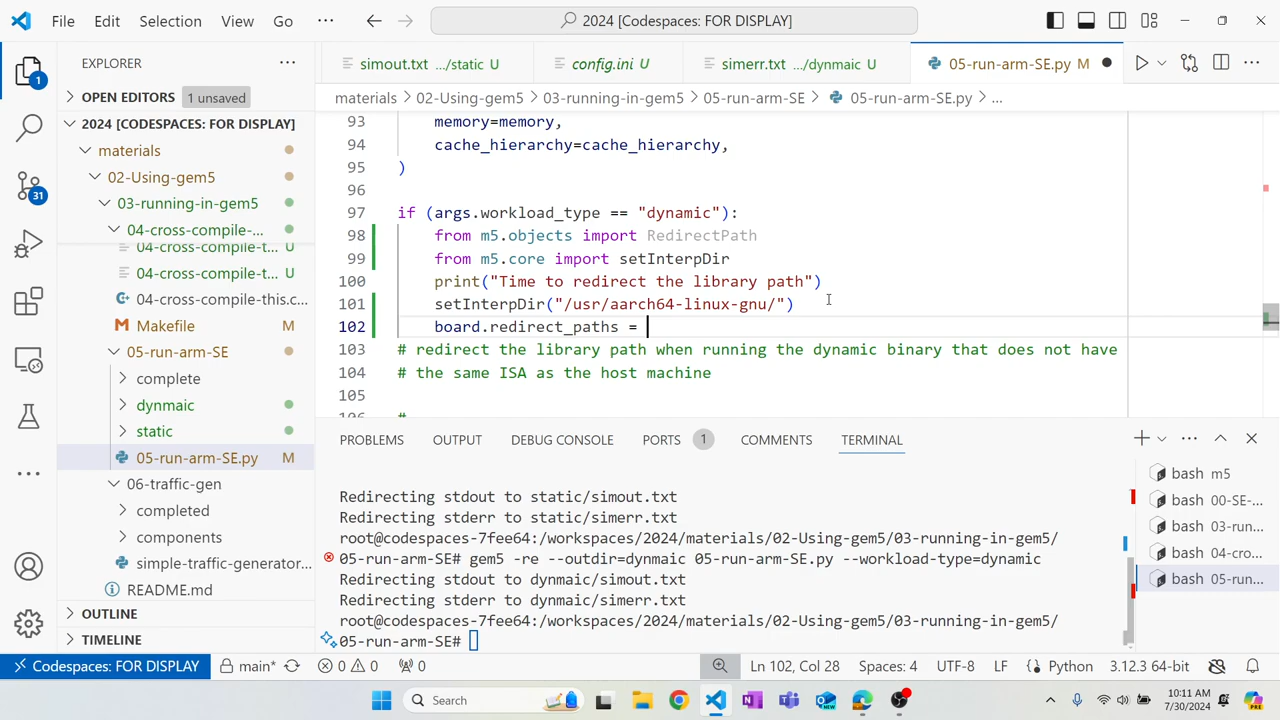 File Edit Selection View Go ··· 2024 [Codespaces: FOR DISPLAY]
EXPLORER
simout.txt .../static U config.ini U simerr.txt .../dynmaic U 05-run-arm-SE.py M
OPEN EDITORS 1 unsaved
materials > 02-Using-gem5 > 03-running-in-gem5 > 05-run-arm-SE > 05-run-arm-SE.py > ...
2024 [CODESPACES: FOR DISPLAY]
materials
02-Using-gem5
03-running-in-gem5
04-cross-compile-...
04-cross-compile-t... U
04-cross-compile-t... U
04-cross-compile-this.c...
Makefile M
05-run-arm-SE
complete
dynmaic
static
05-run-arm-SE.py M
06-traffic-gen
completed
components
simple-traffic-generator...
README.md
OUTLINE
TIMELINE
1
31
93 memory=memory,
94 cache_hierarchy=cache_hierarchy,
95 )
96
97 if (args.workload_type == "dynamic"):
98 from m5.objects import RedirectPath
99 from m5.core import setInterpDir
100 print("Time to redirect the library path")
101 setInterpDir("/usr/aarch64-linux-gnu/")
102 board.redirect_paths =
103 # redirect the library path when running the dynamic binary that does not have
104 # the same ISA as the host machine
105
106 #
PROBLEMS OUTPUT DEBUG CONSOLE PORTS 1 COMMENTS TERMINAL
Redirecting stdout to static/simout.txt
Redirecting stderr to static/simerr.txt
root@codespaces-7fee64:/workspaces/2024/materials/02-Using-gem5/03-running-in-gem5/
05-run-arm-SE# gem5 -re --outdir=dynmaic 05-run-arm-SE.py --workload-type=dynamic
Redirecting stdout to dynmaic/simout.txt
Redirecting stderr to dynmaic/simerr.txt
root@codespaces-7fee64:/workspaces/2024/materials/02-Using-gem5/03-running-in-gem5/
05-run-arm-SE#
bash m5
bash 00-SE-...
bash 03-run...
bash 04-cro...
bash 05-run...
Codespaces: FOR DISPLAY main* 0 0 0 Ln 102, Col 28 Spaces: 4 UTF-8 LF Python 3.12.3 64-bit
Search
10:11 AM
7/30/2024